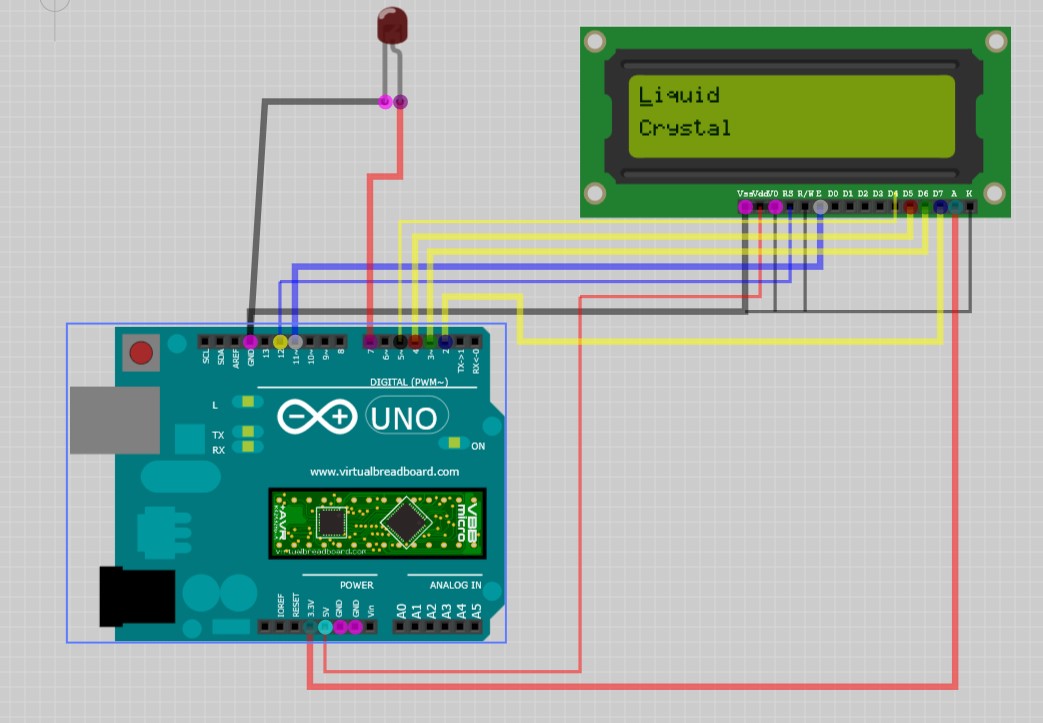 Liquid
Crystal
Vss Vdd V0 RS R/W E D0 D1 D2 D3 D4 D5 D6 D7 A K
SCL SDA AREF GND 13 12 11~ 10~ 9~ 8 7 6~ 5~ 4 3~ 2 TX->1 RX<-0
DIGITAL (PWM~)
L
UNO
TX
RX
ON
www.virtualbreadboard.com
+AVR
VBB
micro
virtualbreadboard.com
POWER
ANALOG IN
IOREF RESET 3.3V 5V GND GND Vin A0 A1 A2 A3 A4 A5